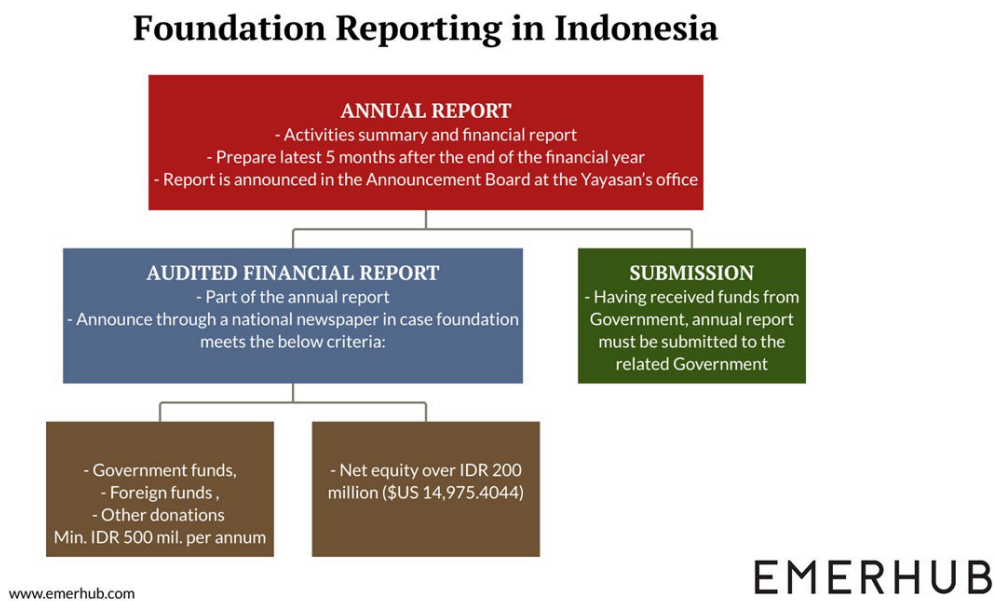 Foundation Reporting in Indonesia
ANNUAL REPORT
- Activities summary and financial report
- Prepare latest 5 months after the end of the financial year
- Report is announced in the Announcement Board at the Yayasan's office
AUDITED FINANCIAL REPORT
- Part of the annual report
- Announce through a national newspaper in case foundation
meets the below criteria:
SUBMISSION
- Having received funds from
Government, annual report
must be submitted to the
related Government
- Government funds,
- Foreign funds ,
- Other donations
Min. IDR 500 mil. per annum
- Net equity over IDR 200
million ($US 14,975.4044)
EMERHUB
www.emerhub.com